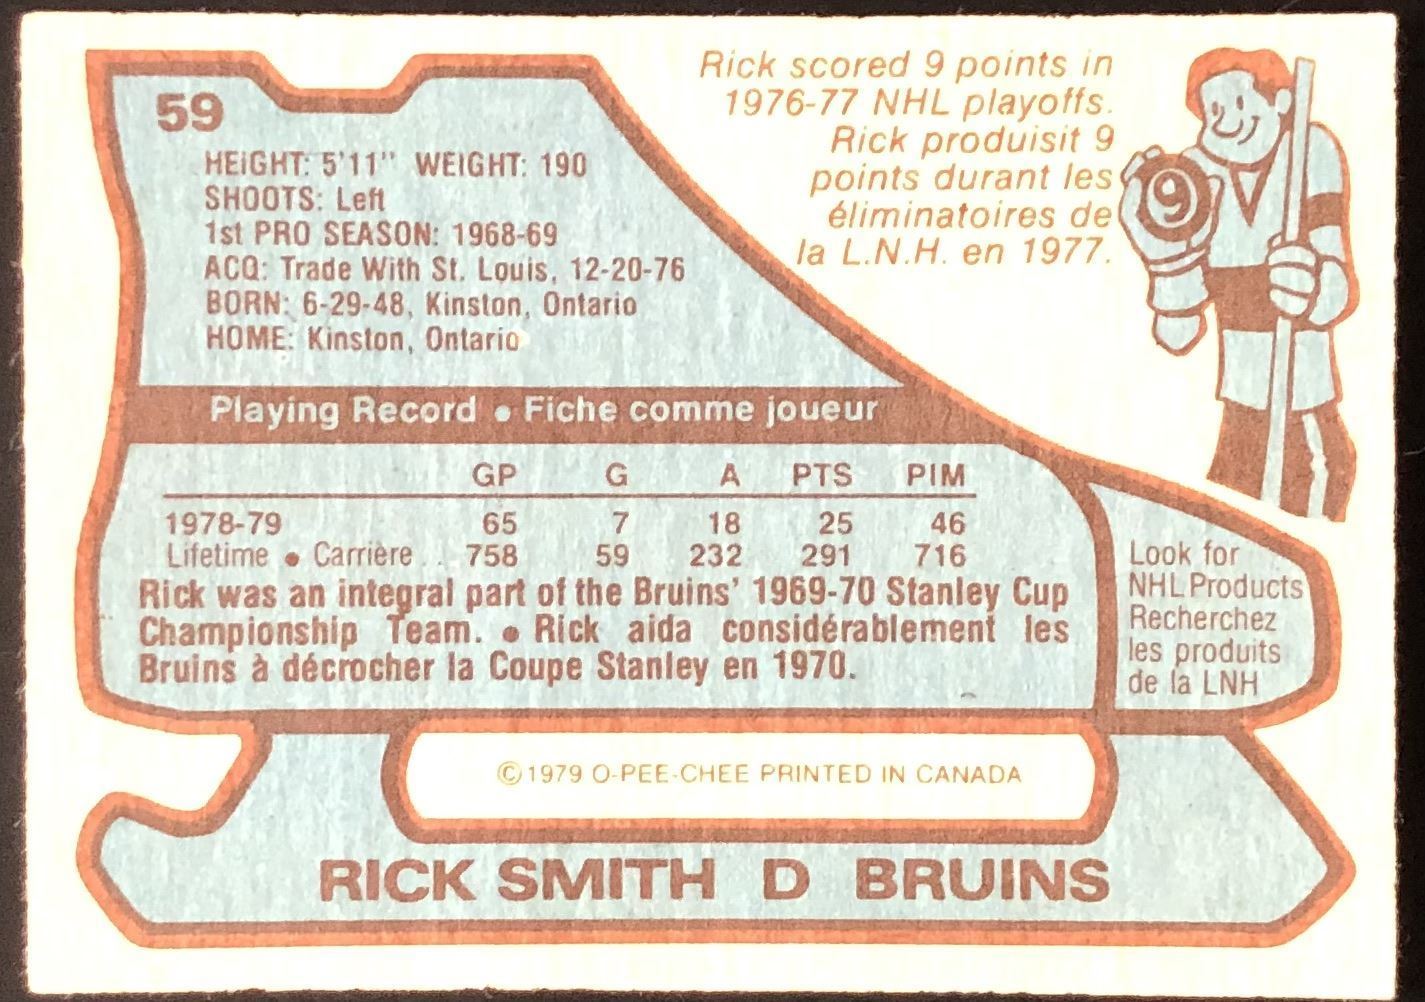 59
HEIGHT: 5'11" WEIGHT: 190
SHOOTS: Left
1st PRO SEASON: 1968-69
ACQ: Trade With St. Louis, 12-20-76
BORN: 6-29-48, Kinston, Ontario
HOME: Kinston, Ontario
Rick scored 9 points in
1976-77 NHL playoffs.
Rick produisit 9
points durant les
éliminatoires de
la L.N.H. en 1977.
9
Playing Record • Fiche comme joueur
GP G A PTS PIM
1978-79 65 7 18 25 46
Lifetime • Carrière .. 758 59 232 291 716
Rick was an integral part of the Bruins' 1969-70 Stanley Cup
Championship Team. • Rick aida considérablement les
Bruins à décrocher la Coupe Stanley en 1970.
Look for
NHL Products
Recherchez
les produits
de la LNH
©1979 O-PEE-CHEE PRINTED IN CANADA
RICK SMITH D BRUINS